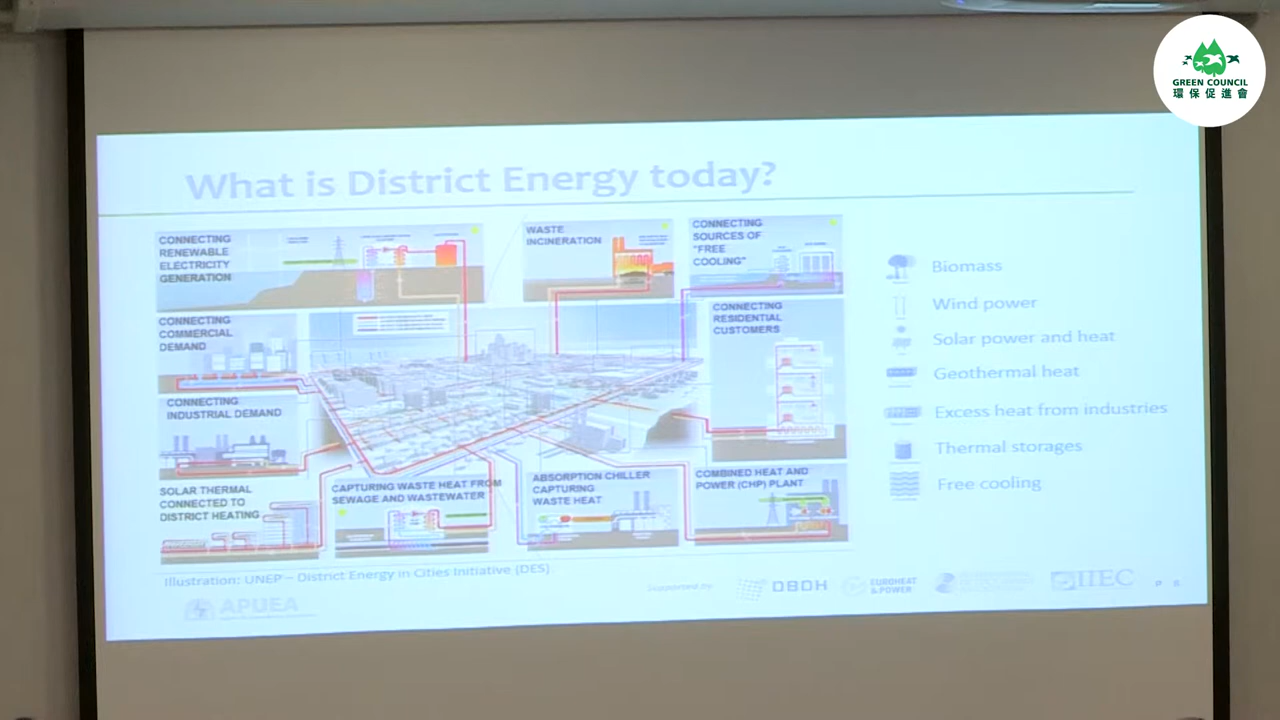 GREEN COUNCIL
環保促進會
What is District Energy today?
CONNECTING
RENEWABLE
ELECTRICITY
GENERATION
WASTE
INCINERATION
CONNECTING
SOURCES OF
"FREE
COOLING"
CONNECTING
COMMERCIAL
DEMAND
CONNECTING
RESIDENTIAL
CUSTOMERS
CONNECTING
INDUSTRIAL DEMAND
SOLAR THERMAL
CONNECTED TO
DISTRICT HEATING
CAPTURING WASTE HEAT FROM
SEWAGE AND WASTEWATER
ABSORPTION CHILLER
CAPTURING
WASTE HEAT
COMBINED HEAT AND
POWER (CHP) PLANT
Biomass
Wind power
Solar power and heat
Geothermal heat
Excess heat from industries
Thermal storages
Free cooling
Illustration: UNEP – District Energy in Cities Initiative (DES)
APUEA
Supported by
DBDH
EUROHEAT
&POWER
IIEC